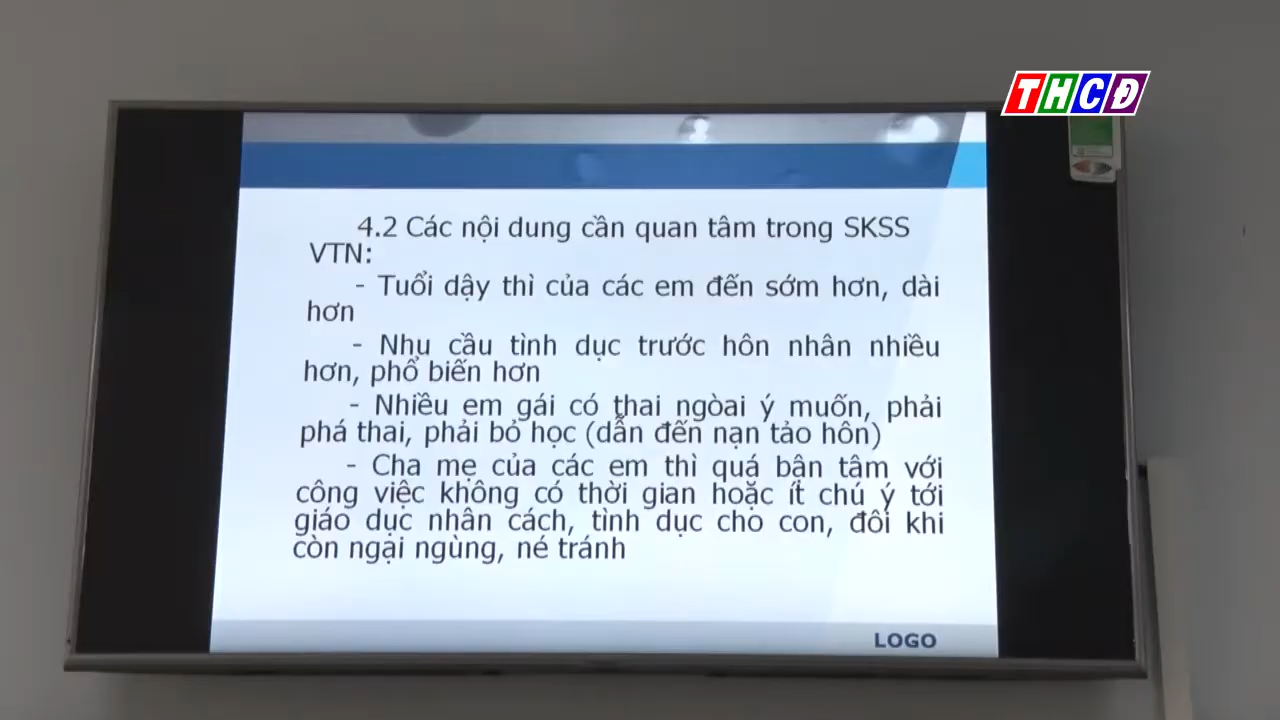 THCĐ
4.2 Các nội dung cần quan tâm trong SKSS
VTN:
- Tuổi dậy thì của các em đến sớm hơn, dài
hơn
- Nhu cầu tình dục trước hôn nhân nhiều
hơn, phổ biến hơn
- Nhiều em gái có thai ngòai ý muốn, phải
phá thai, phải bỏ học (dẫn đến nạn tảo hôn)
- Cha mẹ của các em thì quá bận tâm với
công việc không có thời gian hoặc ít chú ý tới
giáo dục nhân cách, tình dục cho con, đôi khi
còn ngại ngùng, né tránh
LOGO